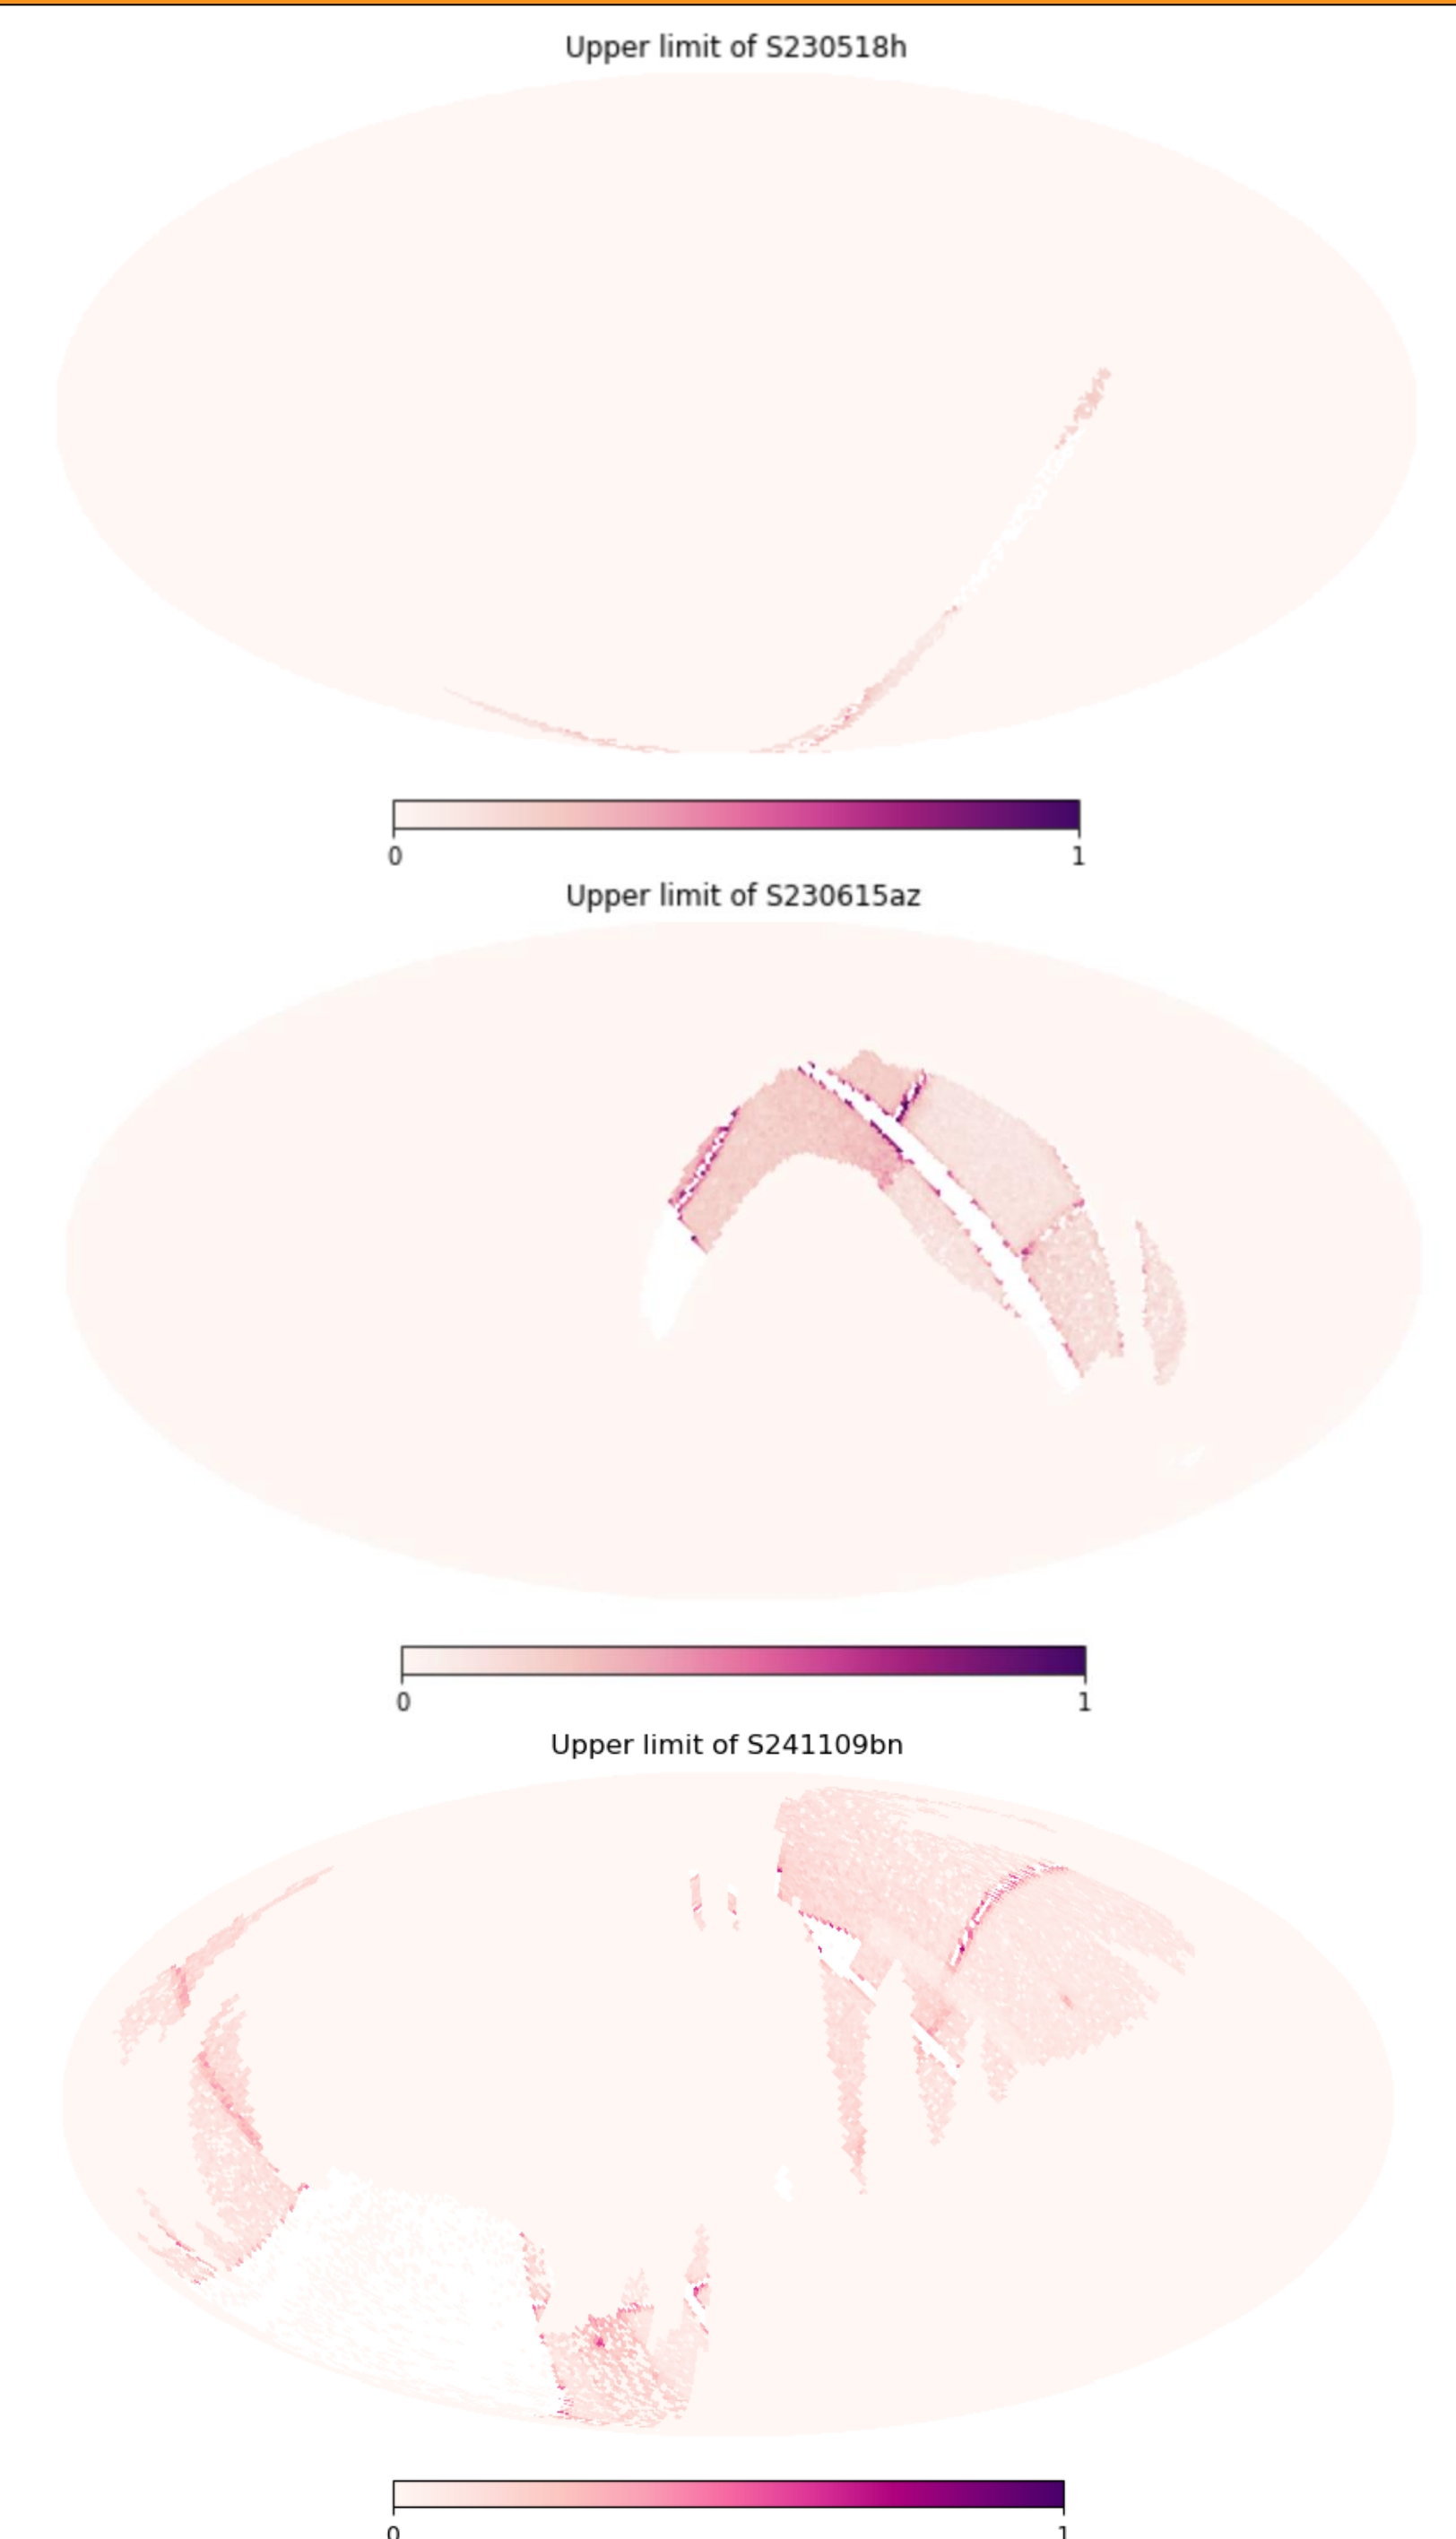 Upper limit of S230518h
0 1
Upper limit of S230615az
0 1
Upper limit of S241109bn
0 1